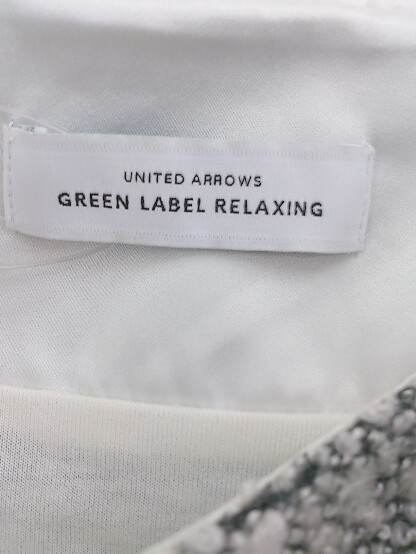 UNITED ARROWS
GREEN LABEL RELAXING